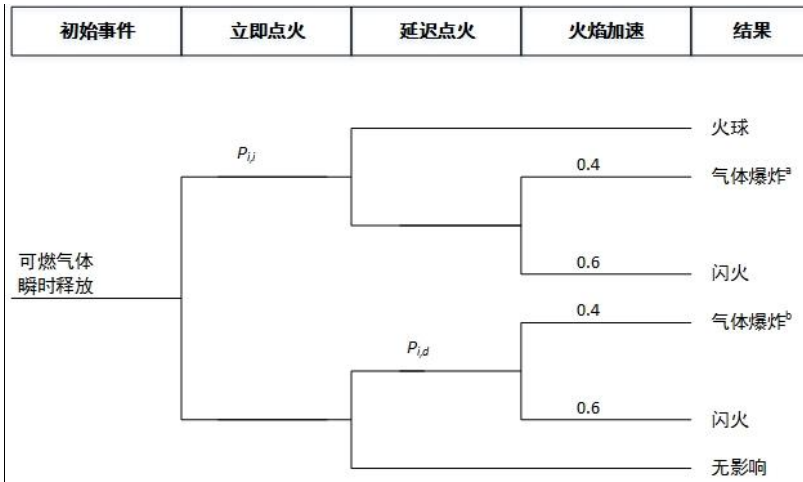 初始事件 立即点火 延迟点火 火焰加速 结果
火球
P_{i,i}
0.4 气体爆炸ᵃ
可燃气体
瞬时释放
0.6 闪火
0.4 气体爆炸ᵇ
P_{i,d}
0.6 闪火
无影响